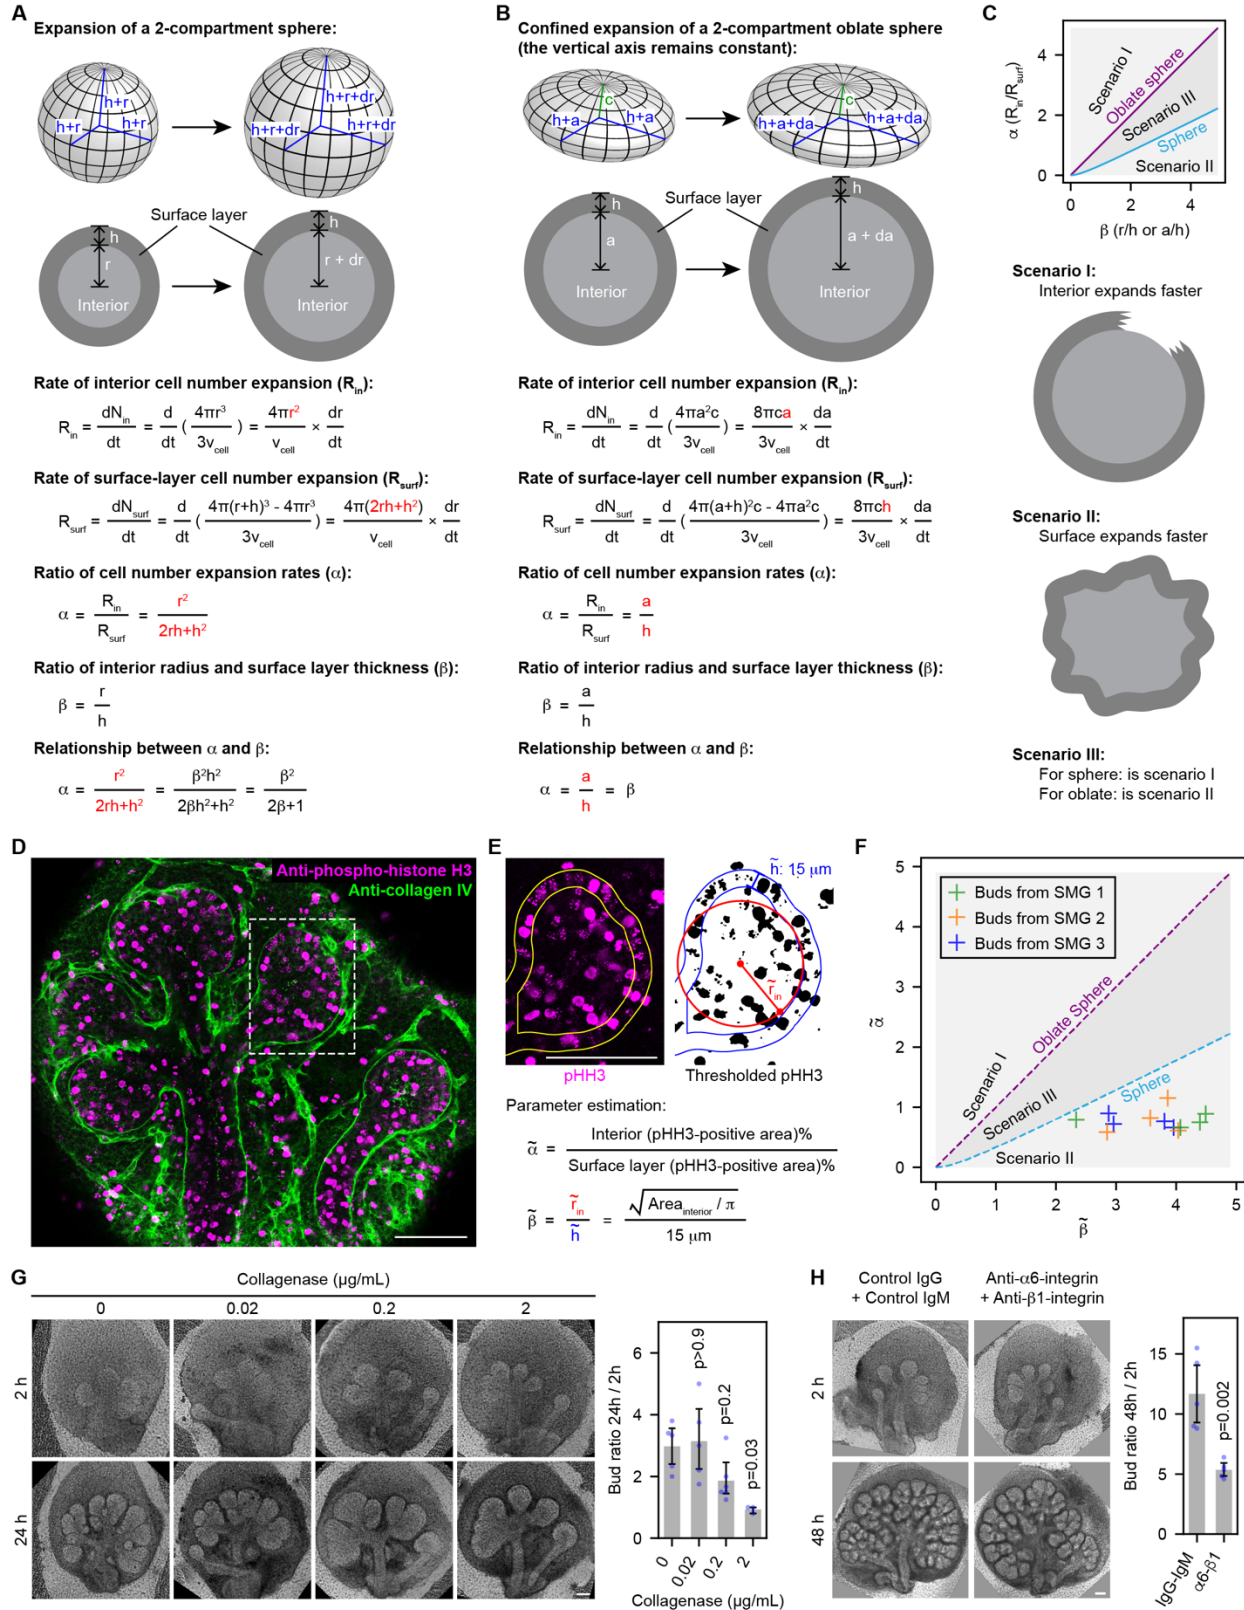 A
Expansion of a 2-compartment sphere:
h+r
h+r
h+r
h+r+dr
h+r+dr
h+r+dr
Surface layer
h
r
Interior
h
r + dr
Interior
Rate of interior cell number expansion (R_in):
R_in = dN_in/dt = d/dt (4πr³/3v_cell) = 4πr²/v_cell × dr/dt
Rate of surface-layer cell number expansion (R_surf):
R_surf = dN_surf/dt = d/dt (4π(r+h)³ - 4πr³/3v_cell) = 4π(2rh+h²)/v_cell × dr/dt
Ratio of cell number expansion rates (α):
α = R_in/R_surf = r²/2rh+h²
Ratio of interior radius and surface layer thickness (β):
β = r/h
Relationship between α and β:
α = r²/2rh+h² = β²h²/2βh²+h² = β²/2β+1
B
Confined expansion of a 2-compartment oblate sphere
(the vertical axis remains constant):
c
h+a
h+a
c
h+a+da
h+a+da
Surface layer
h
a
Interior
h
a + da
Interior
Rate of interior cell number expansion (R_in):
R_in = dN_in/dt = d/dt (4πa²c/3v_cell) = 8πca/3v_cell × da/dt
Rate of surface-layer cell number expansion (R_surf):
R_surf = dN_surf/dt = d/dt (4π(a+h)²c - 4πa²c/3v_cell) = 8πch/3v_cell × da/dt
Ratio of cell number expansion rates (α):
α = R_in/R_surf = a/h
Ratio of interior radius and surface layer thickness (β):
β = a/h
Relationship between α and β:
α = a/h = β
C
α (R_in/R_surf)
4
2
0
Scenario I
Oblate sphere
Scenario III
Sphere
Scenario II
0
2
4
β (r/h or a/h)
Scenario I:
Interior expands faster
Scenario II:
Surface expands faster
Scenario III:
For sphere: is scenario I
For oblate: is scenario II
D
Anti-phospho-histone H3
Anti-collagen IV
E
h̃: 15 μm
r̃_in
pHH3
Thresholded pHH3
Parameter estimation:
α̃ = Interior (pHH3-positive area)%/Surface layer (pHH3-positive area)%
β̃ = r̃_in/h̃ = √Area_interior / π/15 μm
F
5
4
3
2
1
0
α̃
Buds from SMG 1
Buds from SMG 2
Buds from SMG 3
Oblate Sphere
Scenario I
Scenario III
Sphere
Scenario II
0
1
2
3
4
5
β̃
G
Collagenase (μg/mL)
0
0.02
0.2
2
2 h
24 h
Bud ratio 24h / 2h
6
4
2
0
p>0.9
p=0.2
p=0.03
0
0.02
0.2
2
Collagenase (μg/mL)
H
Control IgG
+ Control IgM
Anti-α6-integrin
+ Anti-β1-integrin
2 h
48 h
Bud ratio 48h / 2h
15
10
5
0
p=0.002
IgG-IgM
α6-β1